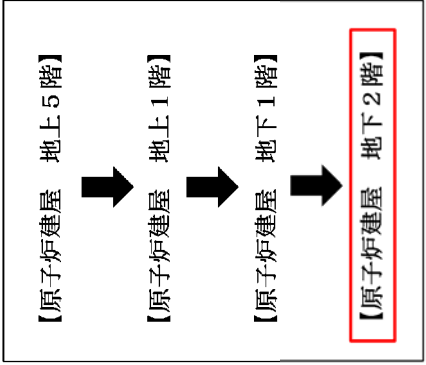 【原子炉建屋　地上５階】
【原子炉建屋　地上１階】
【原子炉建屋　地下１階】
【原子炉建屋　地下２階】